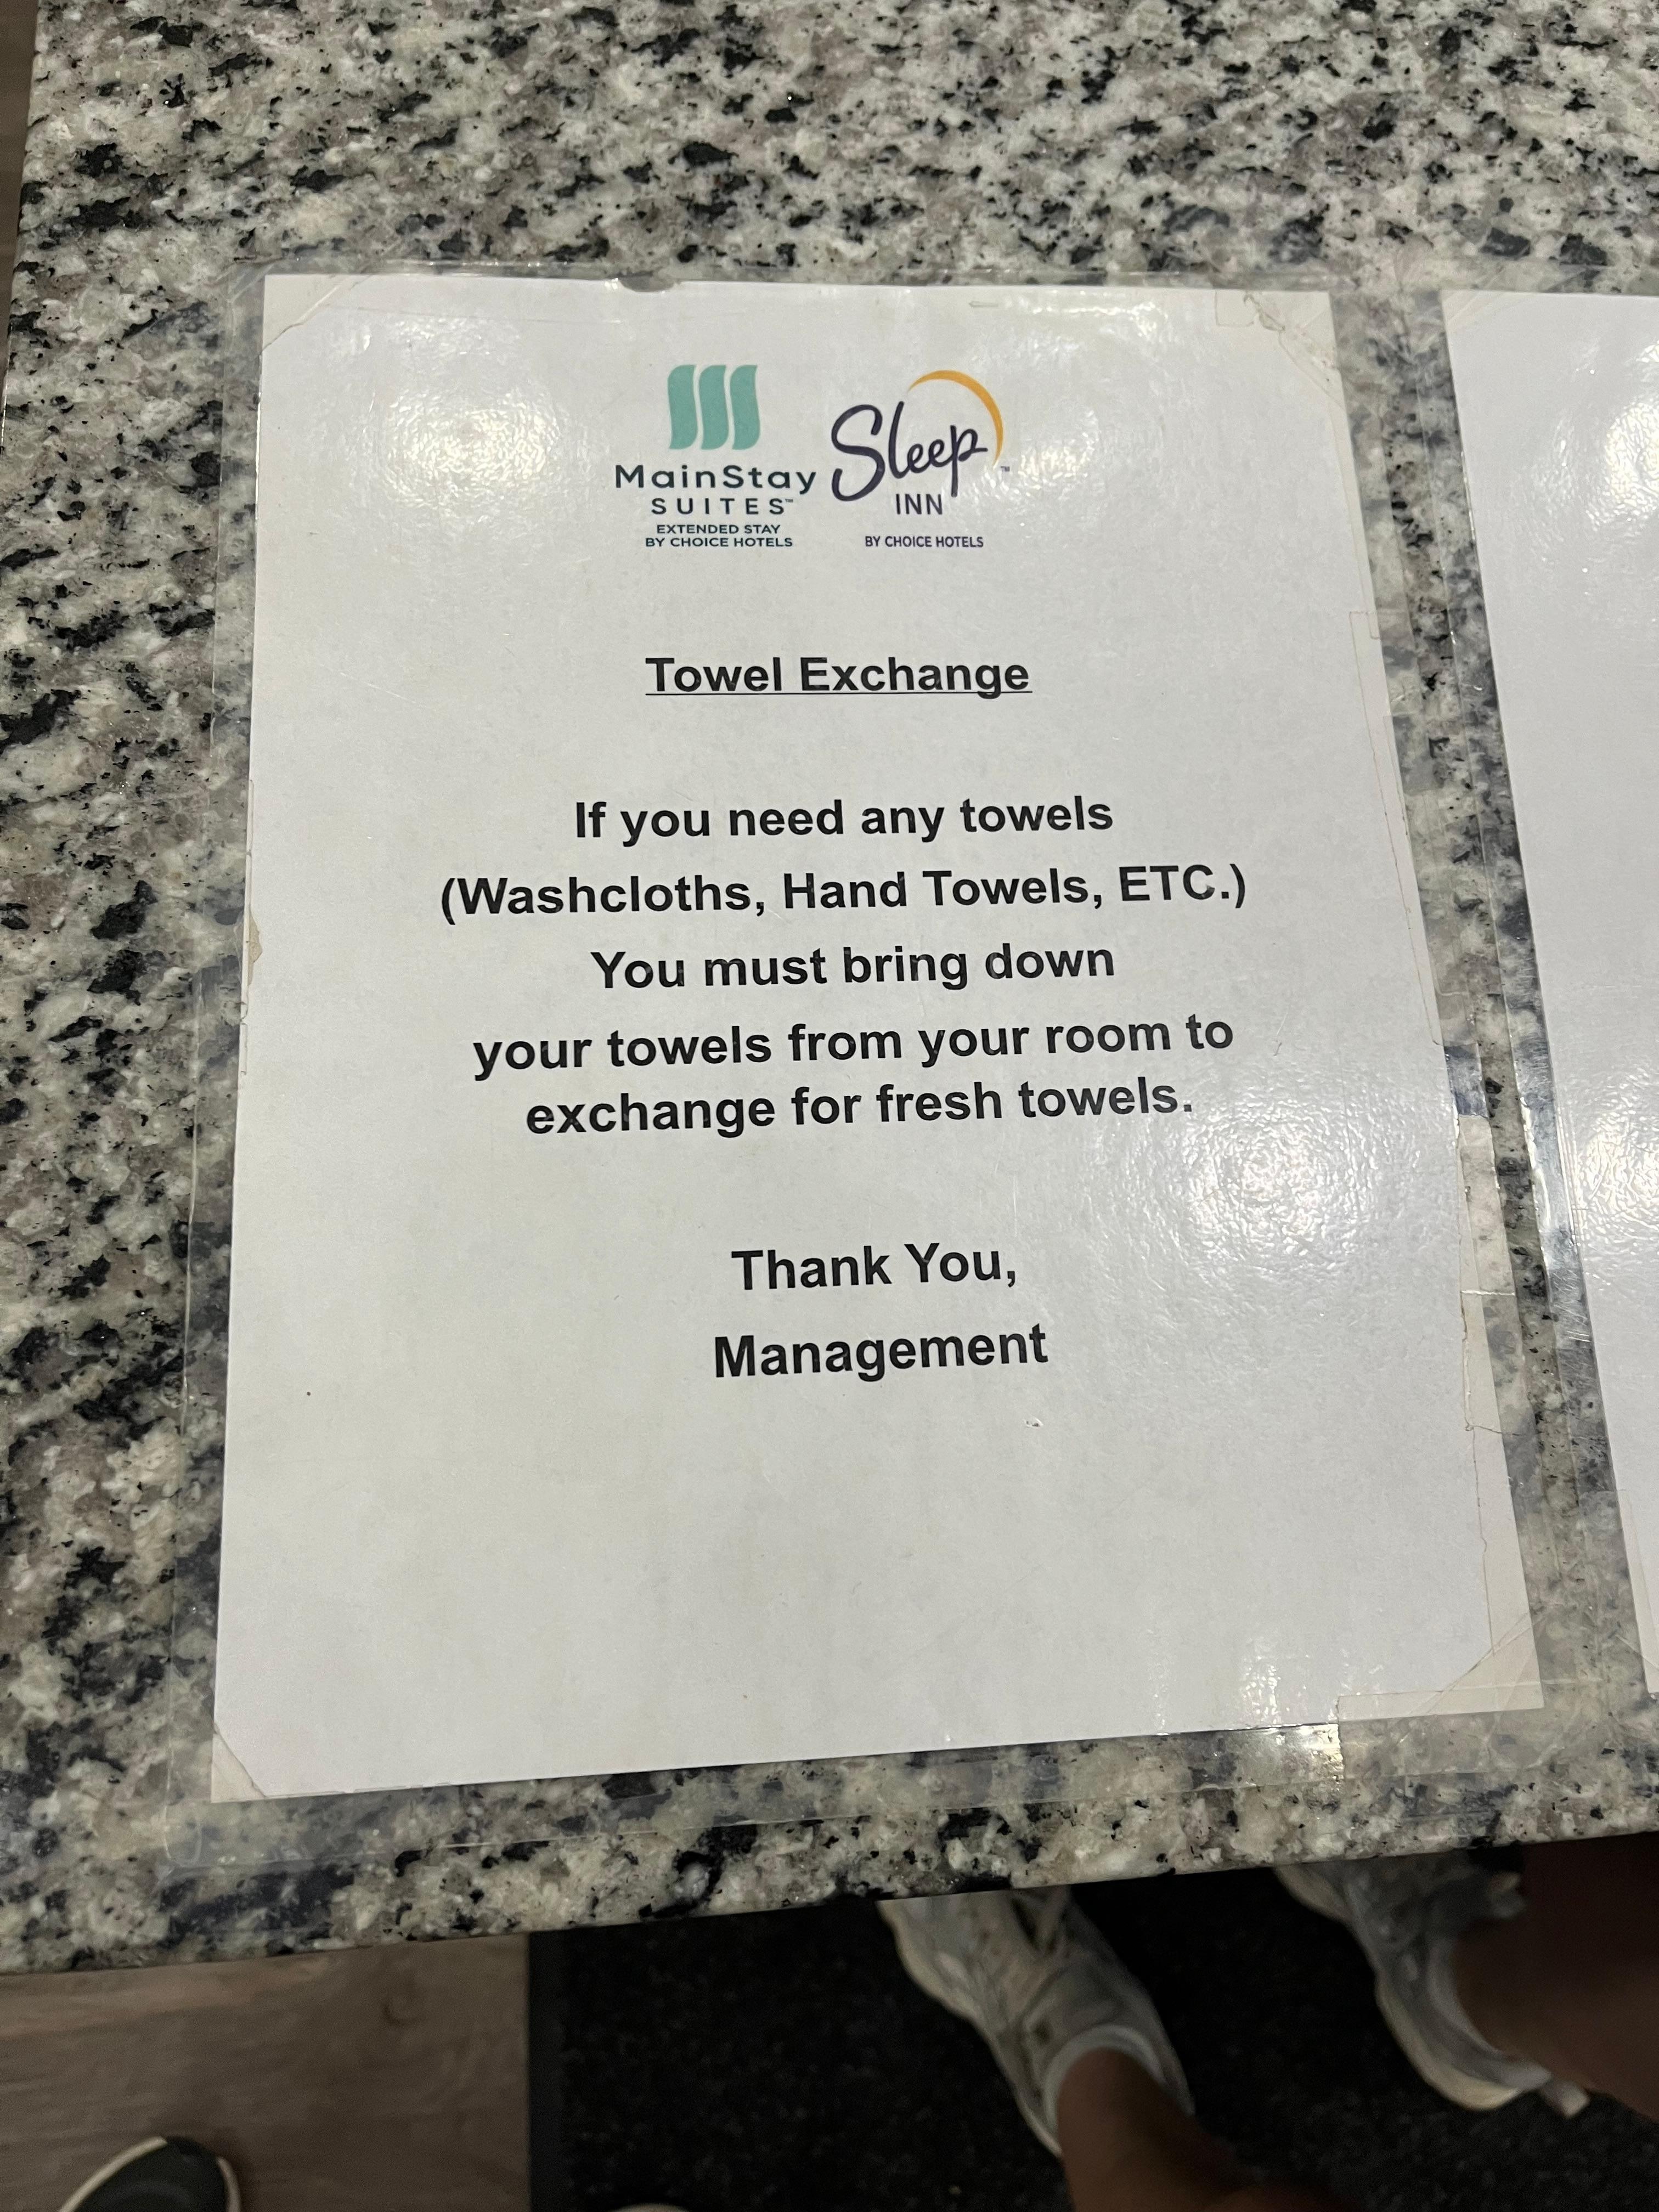 MainStay
SUITES™
EXTENDED STAY
BY CHOICE HOTELS
Sleep™
INN
BY CHOICE HOTELS
Towel Exchange
If you need any towels
(Washcloths, Hand Towels, ETC.)
You must bring down
your towels from your room to
exchange for fresh towels.
Thank You,
Management